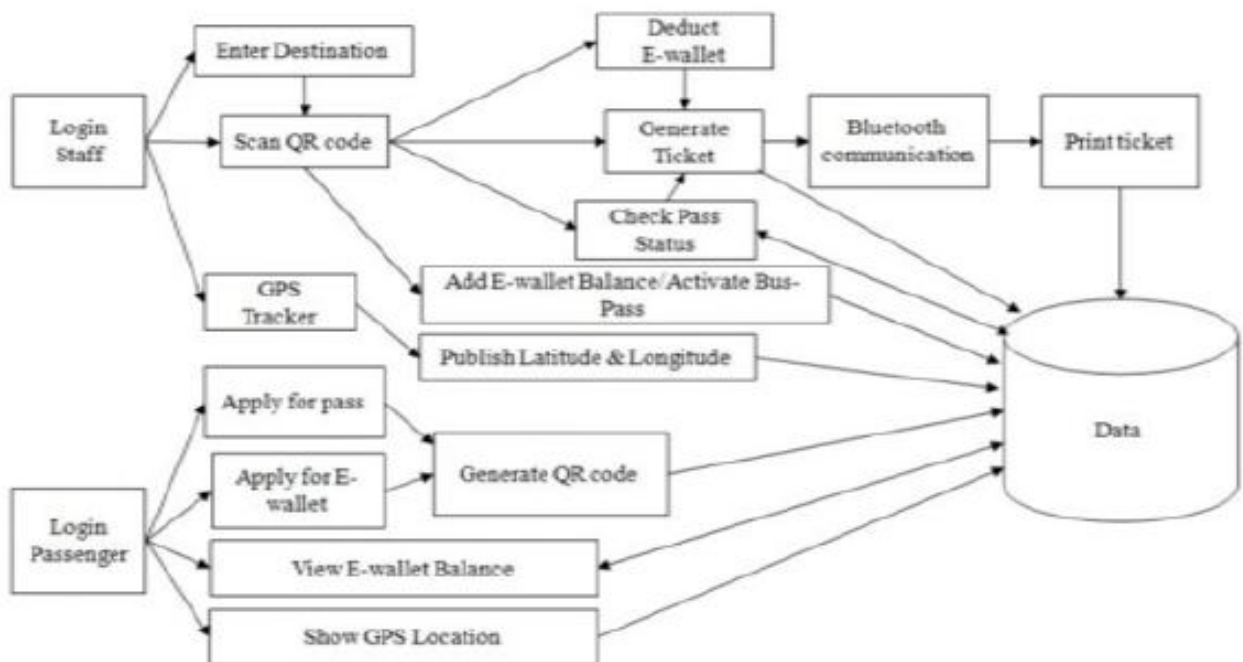 Enter Destination
Deduct
E-wallet
Login
Staff
Scan QR code
Generate
Ticket
Bluetooth
communication
Print ticket
Check Pass
Status
GPS
Tracker
Add E-wallet Balance/Activate Bus-
Pass
Publish Latitude & Longitude
Apply for pass
Data
Apply for E-
wallet
Generate QR code
Login
Passenger
View E-wallet Balance
Show GPS Location